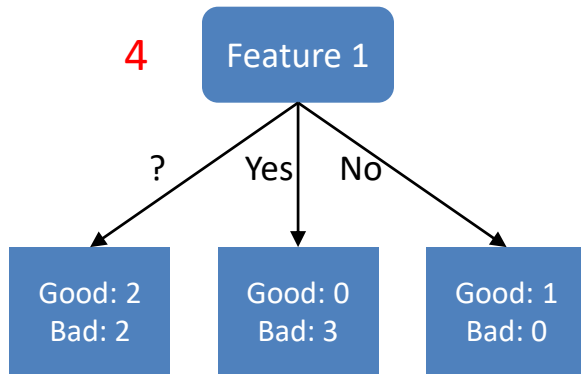 4
Feature 1
?
Yes
No
Good: 2
Bad: 2
Good: 0
Bad: 3
Good: 1
Bad: 0